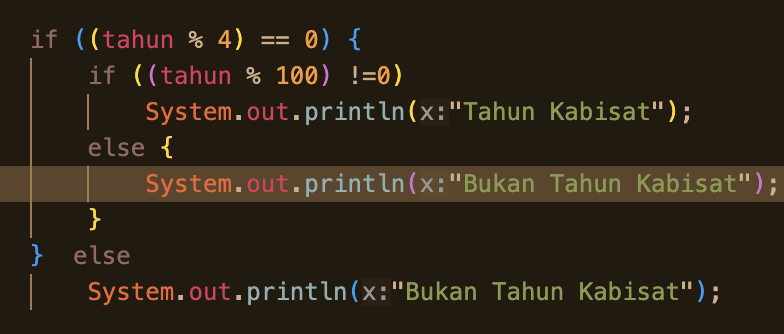 if ((tahun % 4) == 0) {
if ((tahun % 100) !=0)
System.out.println(x:"Tahun Kabisat");
else {
System.out.println(x:"Bukan Tahun Kabisat");
}
} else
System.out.println(x:"Bukan Tahun Kabisat");